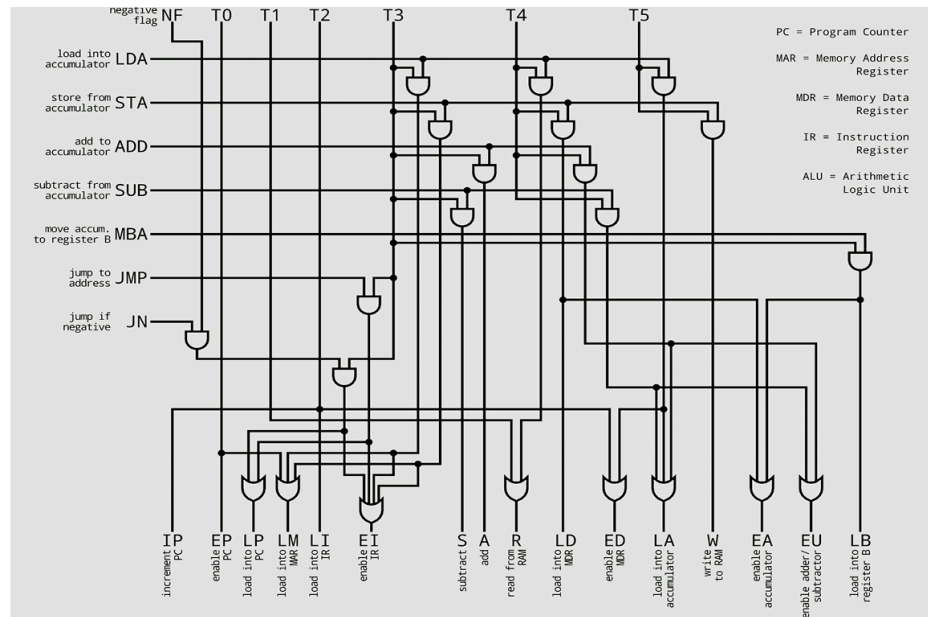 negative
flag
NF T0 T1 T2 T3 T4 T5
PC = Program Counter
MAR = Memory Address
Register
MDR = Memory Data
Register
IR = Instruction
Register
ALU = Arithmetic
Logic Unit
load into
accumulator LDA
store from
accumulator STA
add to
accumulator ADD
subtract from
accumulator SUB
move accum.
to register B MBA
jump to
address JMP
jump if
negative JN
IP EP LP LM LI EI S A R LD ED LA W EA EU LB
increment
PC
enable
PC
load into
PC
load into
MAR
load into
IR
enable
IR
subtract
add
read from
RAM
load into
MDR
enable
MDR
load into
accumulator
write
to RAM
enable
accumulator
enable adder/
subtractor
load into
register B